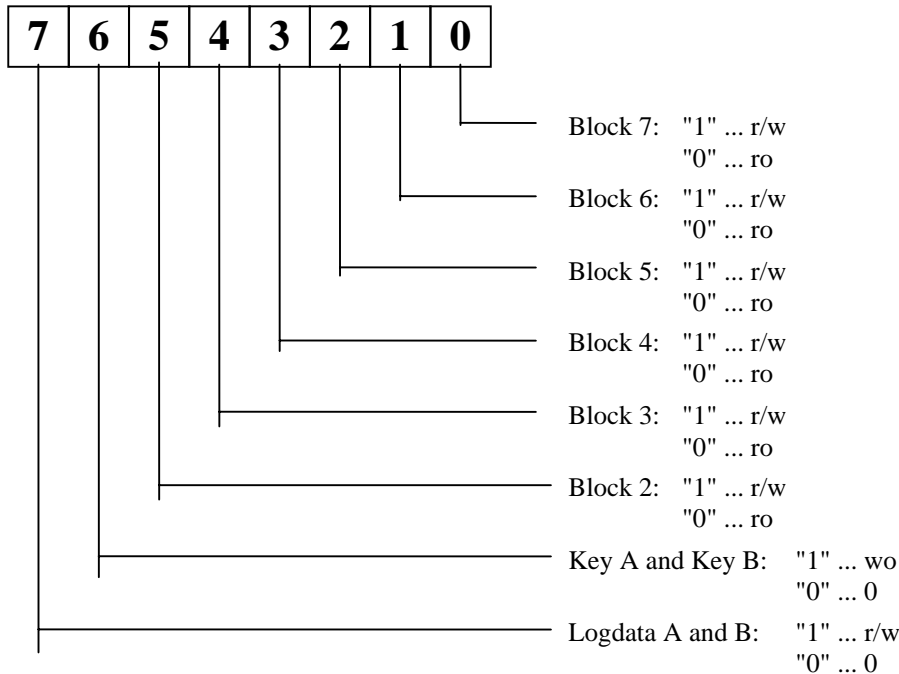 7 6 5 4 3 2 1 0
Block 7: "1" ... r/w
"0" ... ro
Block 6: "1" ... r/w
"0" ... ro
Block 5: "1" ... r/w
"0" ... ro
Block 4: "1" ... r/w
"0" ... ro
Block 3: "1" ... r/w
"0" ... ro
Block 2: "1" ... r/w
"0" ... ro
Key A and Key B: "1" ... wo
"0" ... 0
Logdata A and B: "1" ... r/w
"0" ... 0